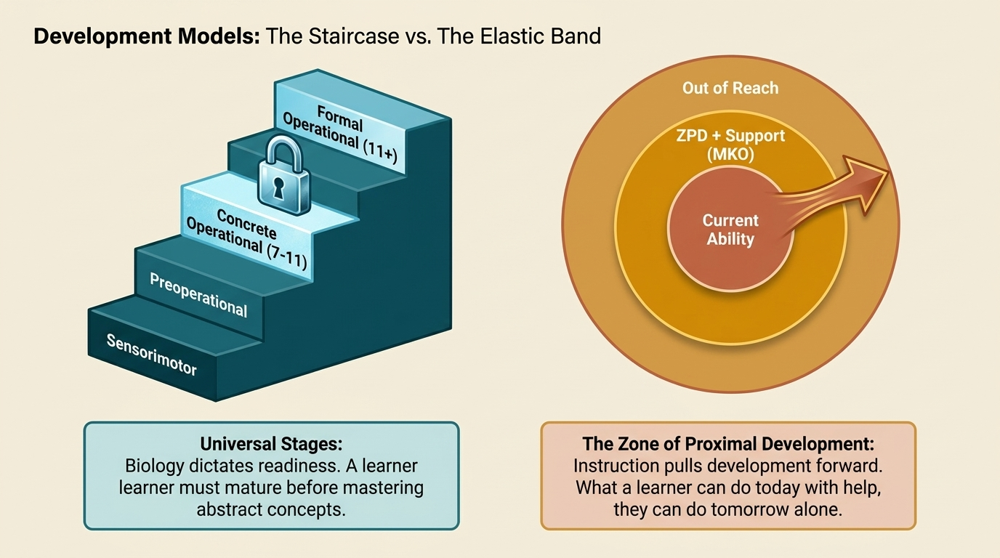 Development Models: The Staircase vs. The Elastic Band
Formal
Operational (11+)
Concrete
Operational (7-11)
Preoperational
Sensorimotor
Universal Stages:
Biology dictates readiness. A learner
learner must mature before mastering
abstract concepts.
Out of Reach
ZPD + Support
(MKO)
Current
Ability
The Zone of Proximal Development:
Instruction pulls development forward.
What a learner can do today with help,
they can do tomorrow alone.